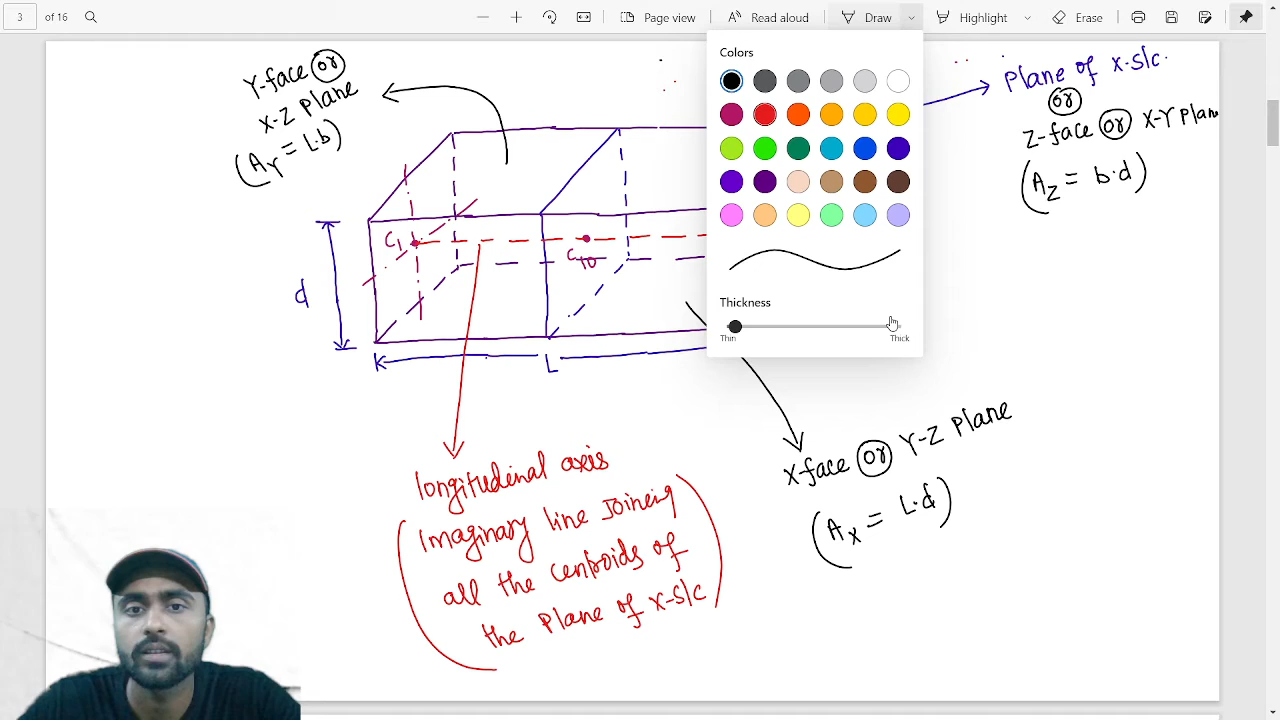 3 of 16
Page view
Read aloud
Draw
Highlight
Erase
Colors
Thickness
Thin
Thick
Y-face or
X-Z Plane
(AY = L·b)
Plane of x-s/c.
or
Z-face or X-Y Plan
(AZ = b·d)
C1
C10
d
L
longitudenal axis
(Imaginary line Joining
all the centroids of
the Plane of x-s/c)
X-face or Y-Z Plane
(AX = L·d)